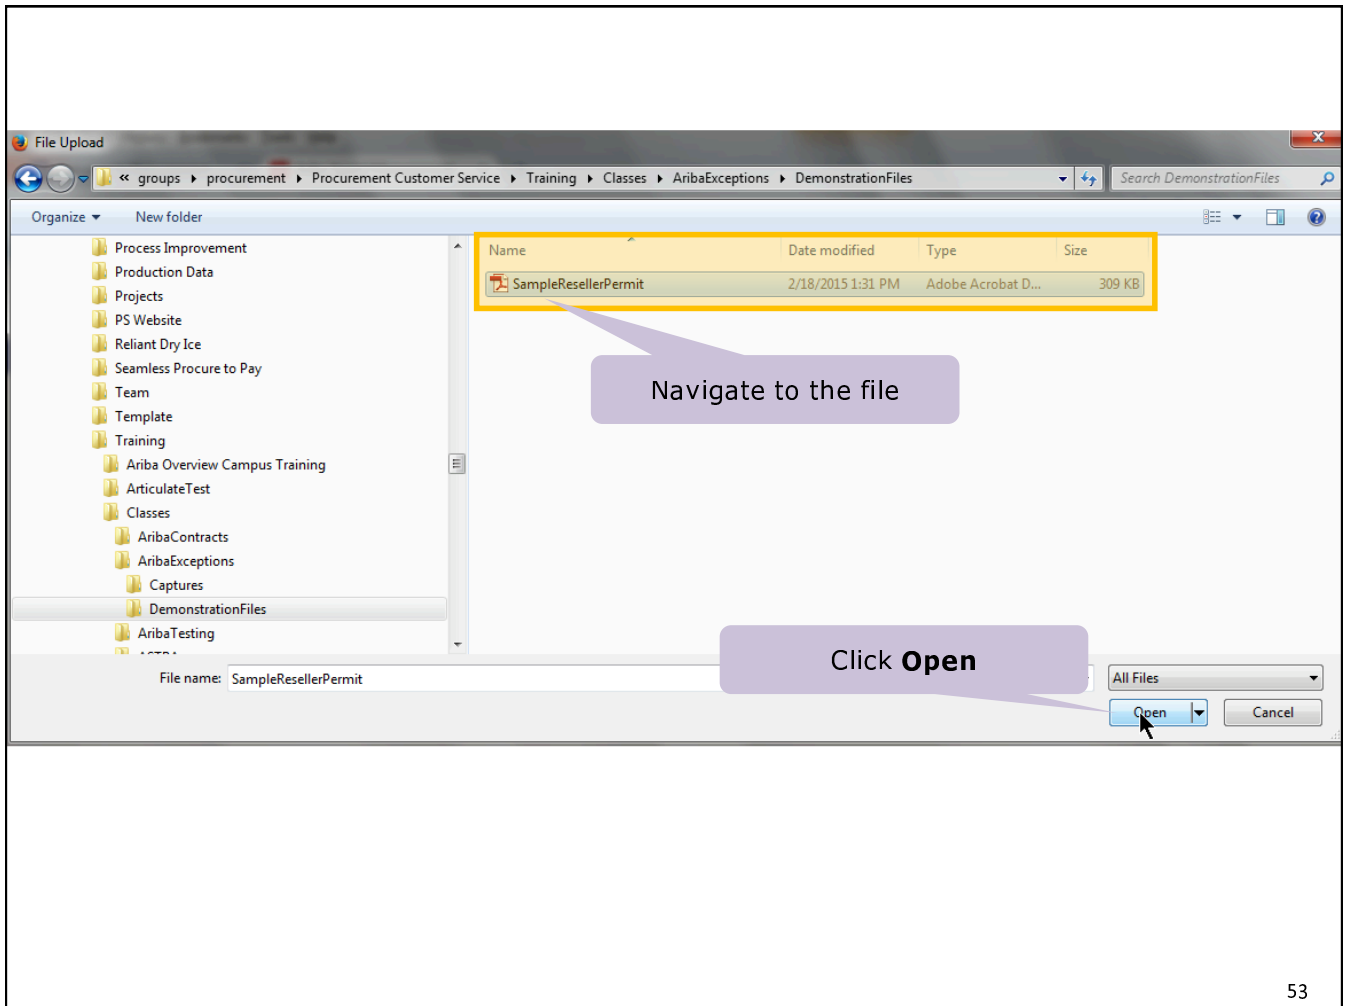 File Upload
« groups ▸ procurement ▸ Procurement Customer Service ▸ Training ▸ Classes ▸ AribaExceptions ▸ DemonstrationFiles
Search DemonstrationFiles
Organize
New folder
Process Improvement
Production Data
Projects
PS Website
Reliant Dry Ice
Seamless Procure to Pay
Team
Template
Training
Ariba Overview Campus Training
ArticulateTest
Classes
AribaContracts
AribaExceptions
Captures
DemonstrationFiles
AribaTesting
Name Date modified Type Size
SampleResellerPermit 2/18/2015 1:31 PM Adobe Acrobat D... 309 KB
Navigate to the file
Click Open
File name: SampleResellerPermit
All Files
Open
Cancel
53